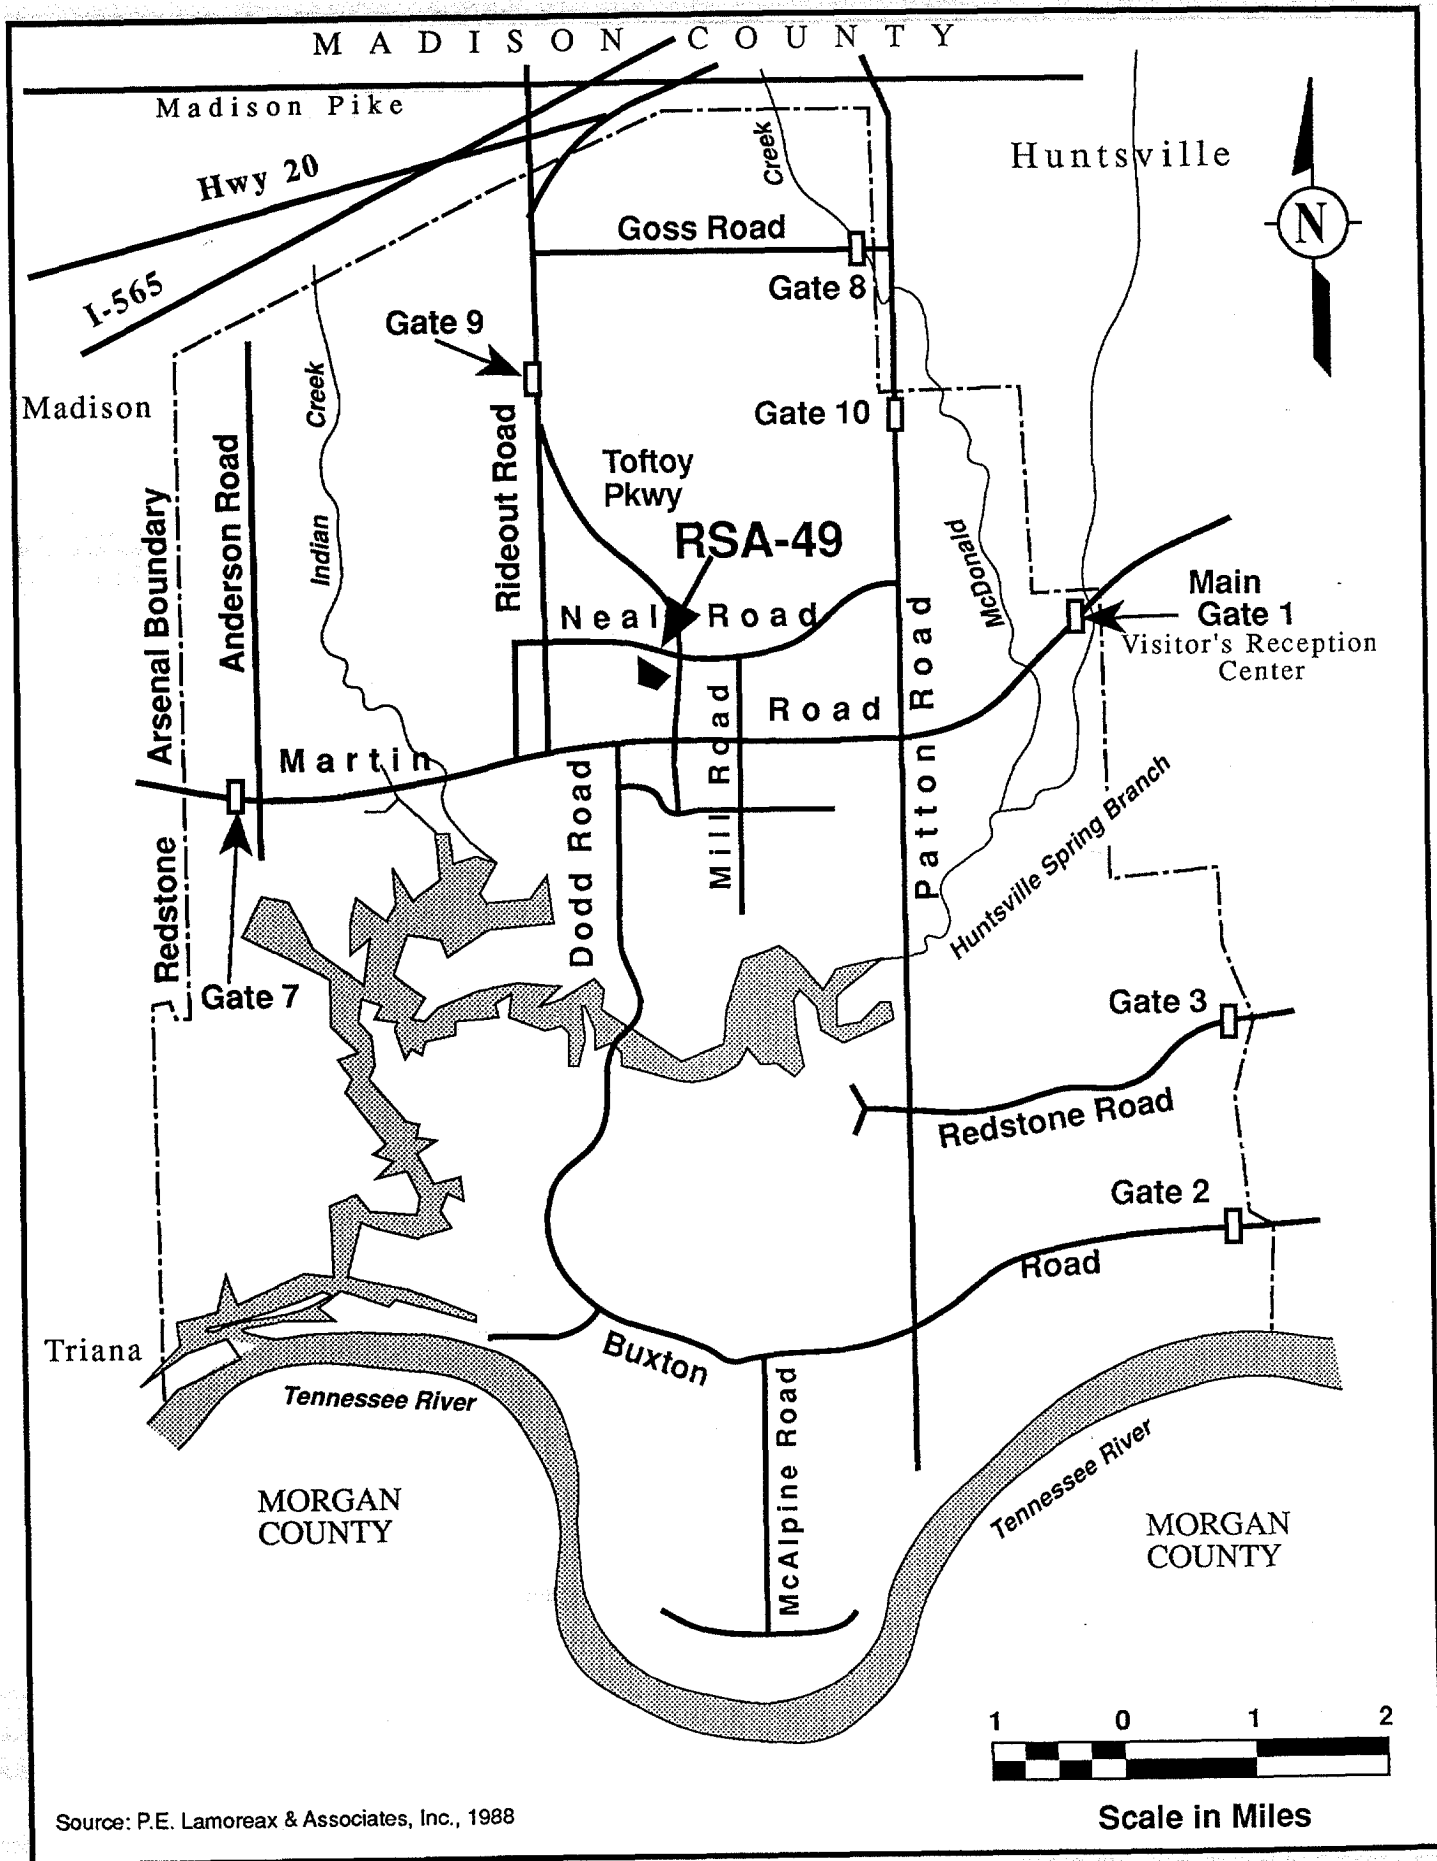 MADISON COUNTY
Madison Pike
Hwy 20
I-565
Creek
Huntsville
N
Goss Road
Gate 8
Gate 9
Madison
Creek
Gate 10
Rideout Road
Toftoy
Pkwy
Anderson Road
Indian
RSA-49
McDonald
Redstone Arsenal Boundary
Neal Road
Main
Gate 1
Visitor's Reception
Center
Patton Road
Mill Road
Martin Road
Dodd Road
Huntsville Spring Branch
Gate 7
Gate 3
Redstone Road
Gate 2
Buxton Road
Triana
Tennessee River
McAlpine Road
Tennessee River
MORGAN
COUNTY
MORGAN
COUNTY
1 0 1 2
Scale in Miles
Source: P.E. Lamoreax & Associates, Inc., 1988